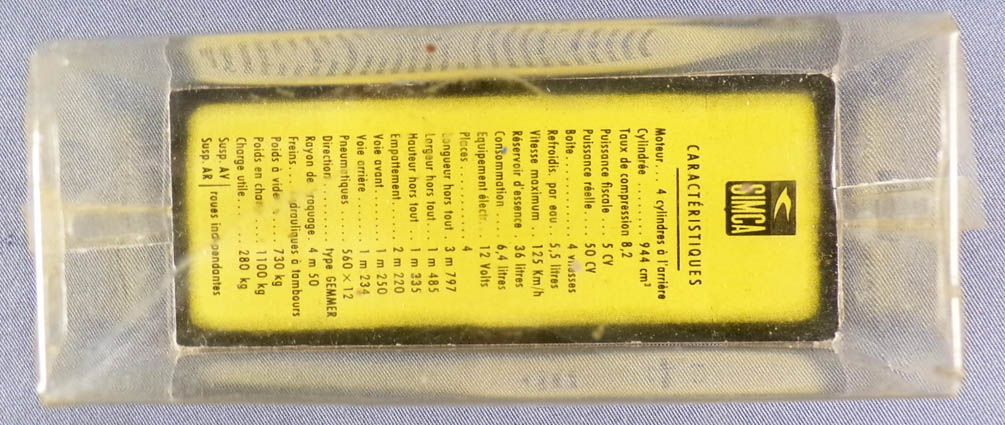 SIMCA
CARACTÉRISTIQUES
Moteur.... 4 cylindres à l'arrière
Cylindrée ........ 944 cm³
Taux de compression 8,2
Puissance fiscale ... 5 CV
Puissance réelle.... 50 CV
Boîte.......... 4 vitesses
Refroidis. par eau.. 5,5 litres
Vitesse maximum . 125 Km/h
Réservoir d'essence . 36 litres
Consommation .... 6,4 litres
Equipement élect... 12 Volts
Places........... 4
Longueur hors tout 3 m 797
Largeur hors tout 1 m 485
Hauteur hors tout 1 m 335
Empattement..... 2 m 220
Voie avant....... 1 m 250
Voie arrière..... 1 m 234
Pneumatiques ... 560 × 12
Direction..... type GEMMER
Rayon de braquage 4 m 50
Freins... hydrauliques à tambours
Poids à vide ... 730 kg
Poids en charge 1100 kg
Charge utile.... 280 kg
Susp. AV | roues indépendantes
Susp. AR |